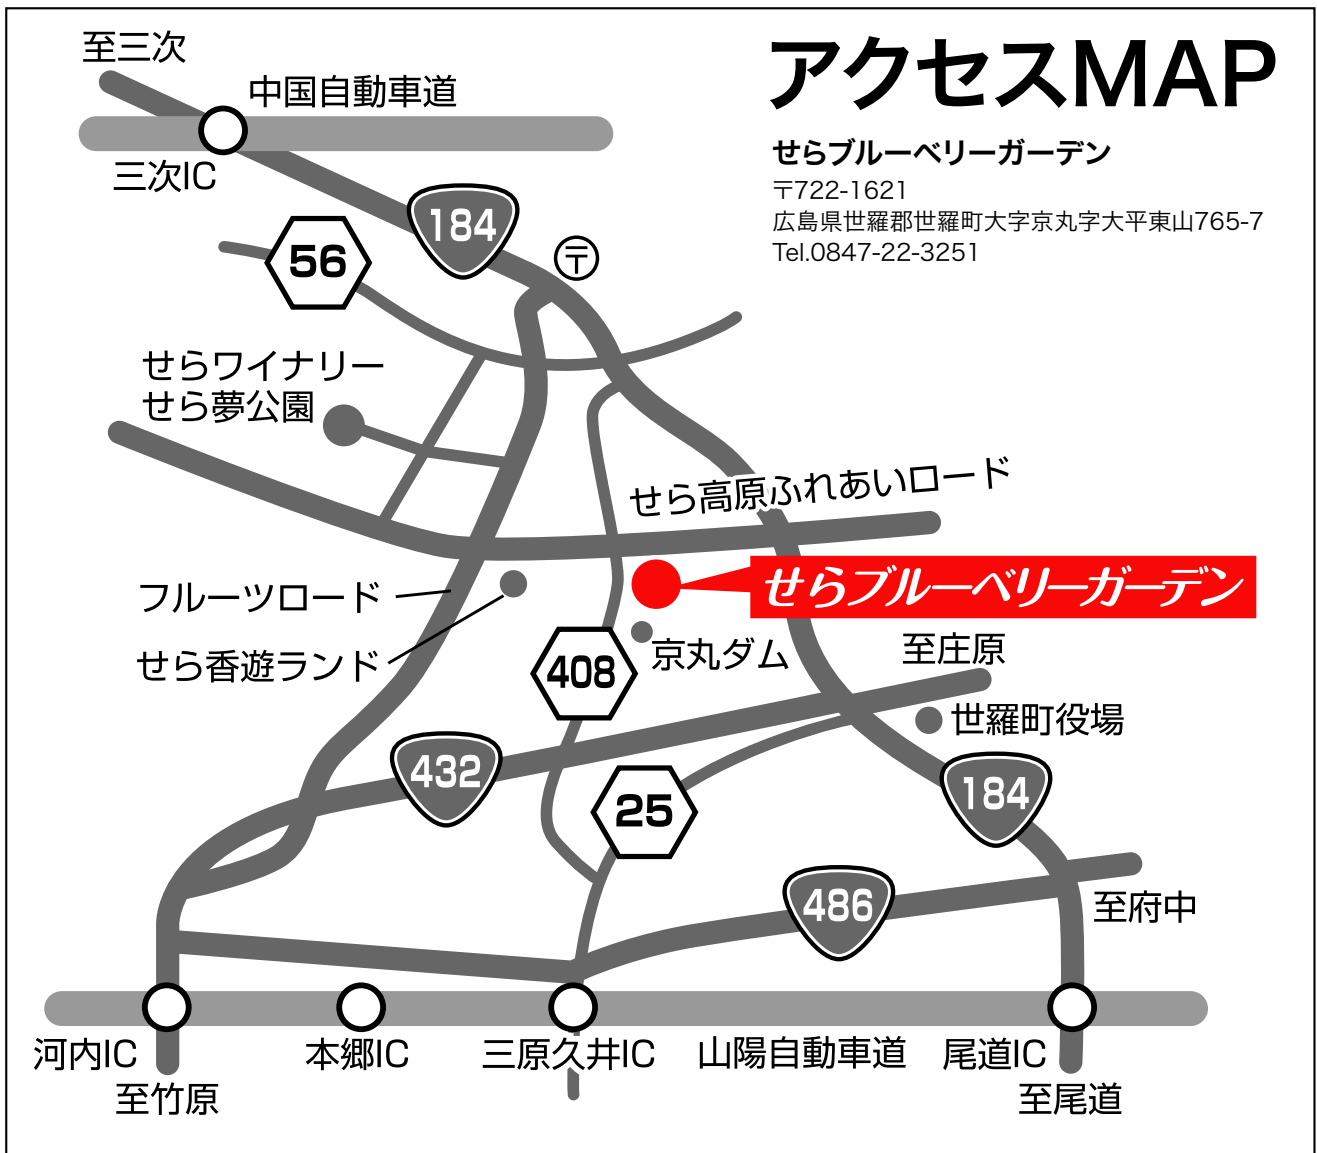 至三次
中国自動車道
三次IC
アクセスMAP
せらブルーベリーガーデン
〒722-1621
広島県世羅郡世羅町大字京丸字大平東山765-7
Tel.0847-22-3251
184
56
〒
せらワイナリー
せら夢公園
せら高原ふれあいロード
フルーツロード
せらブルーベリーガーデン
せら香遊ランド
408
京丸ダム
至庄原
世羅町役場
432
25
184
486
至府中
河内IC
本郷IC
三原久井IC
山陽自動車道
尾道IC
至竹原
至尾道